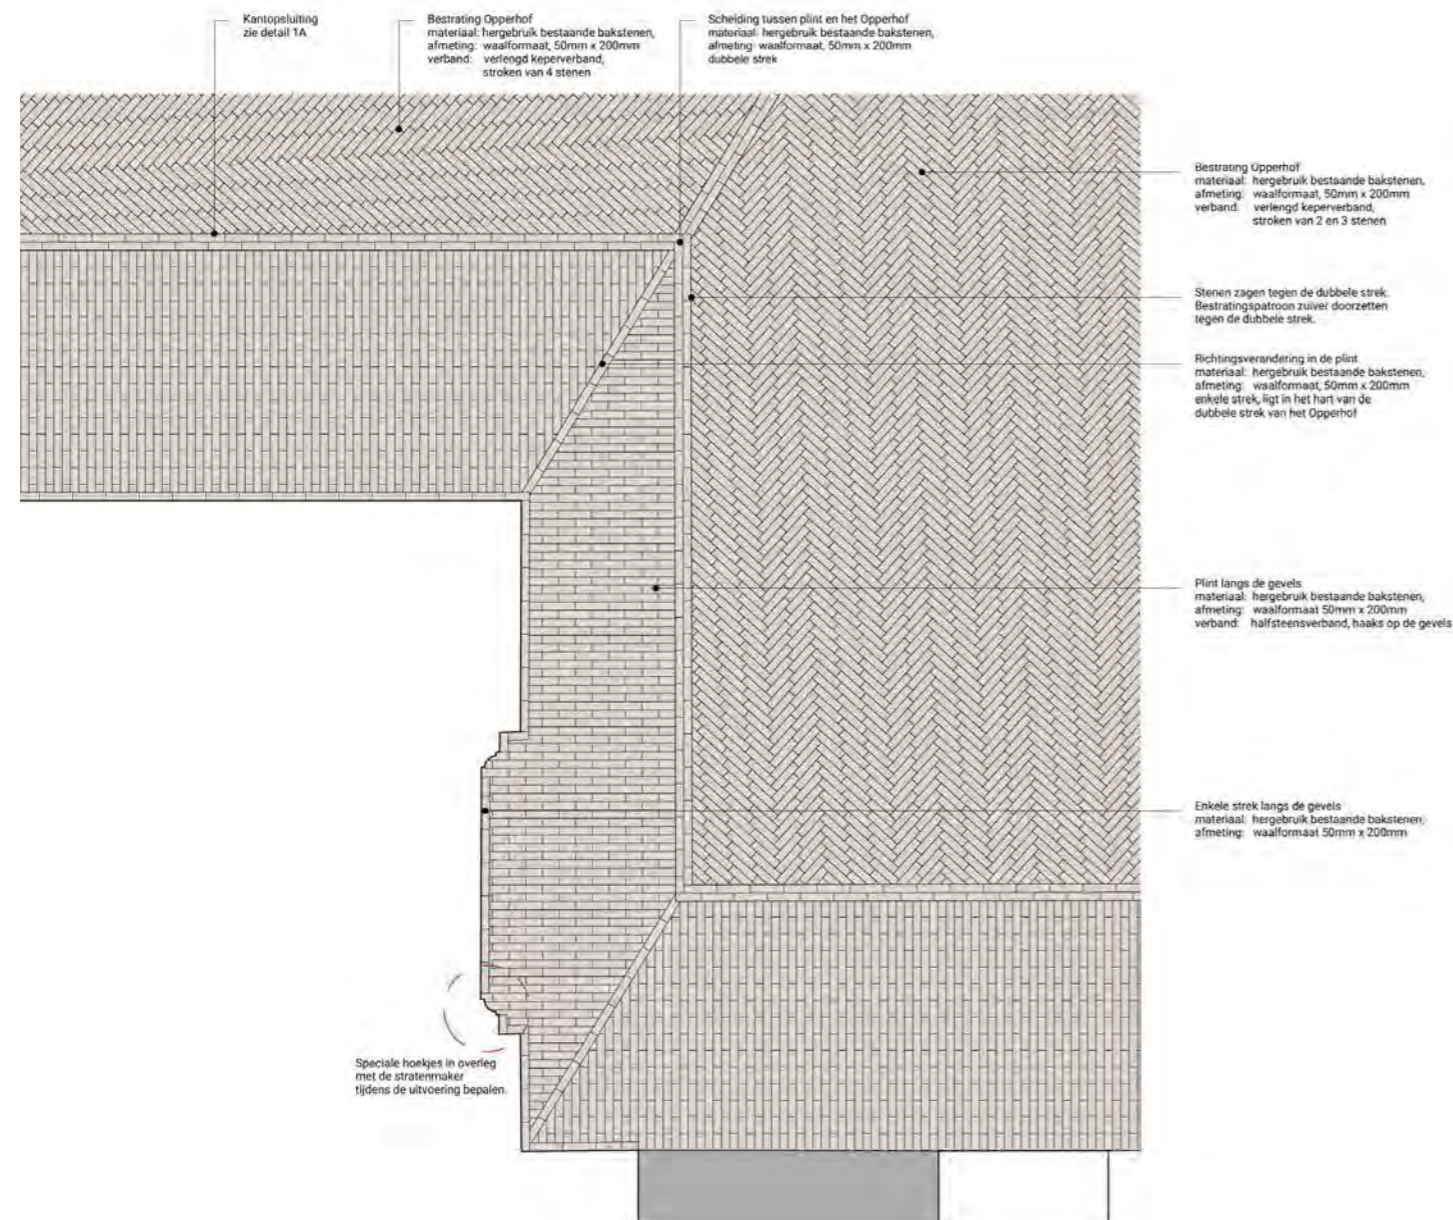 Kantopsluiting
zie detail 1A
Bestrating Opperhof
materiaal: hergebruik bestaande bakstenen,
afmeting: waalformaat, 50mm x 200mm
verband: verlengd keperverband,
stroken van 4 stenen
Scheiding tussen plint en het Opperhof
materiaal: hergebruik bestaande bakstenen,
afmeting: waalformaat, 50mm x 200mm
dubbele strek
Bestrating Opperhof
materiaal: hergebruik bestaande bakstenen,
afmeting: waalformaat, 50mm x 200mm
verband: verlengd keperverband,
stroken van 2 en 3 stenen
Stenen zagen tegen de dubbele strek.
Bestratingspatroon zuiver doorzetten
tegen de dubbele strek.
Richtingsverandering in de plint
materiaal: hergebruik bestaande bakstenen,
afmeting: waalformaat, 50mm x 200mm
enkele strek, ligt in het hart van de
dubbele strek van het Opperhof
Plint langs de gevels
materiaal: hergebruik bestaande bakstenen,
afmeting: waalformaat 50mm x 200mm
verband: halfsteensverband, haaks op de gevels
Enkele strek langs de gevels
materiaal: hergebruik bestaande bakstenen,
afmeting: waalformaat 50mm x 200mm
Speciale hoekjes in overleg
met de stratenmaker
tijdens de uitvoering bepalen.